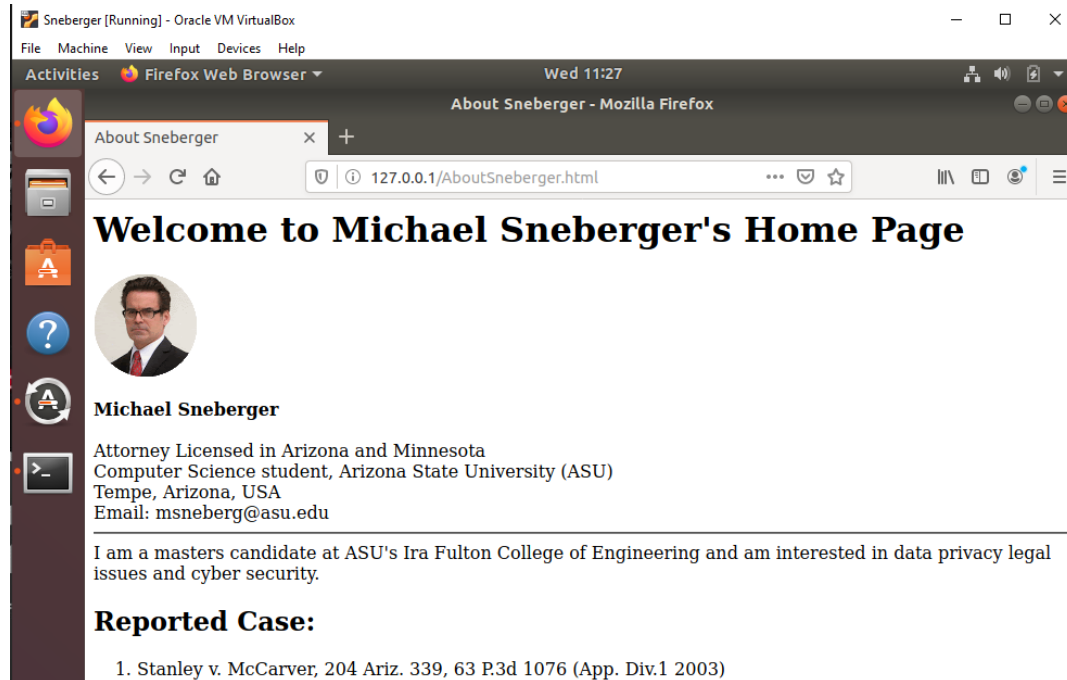 Sneberger [Running] - Oracle VM VirtualBox
File Machine View Input Devices Help
Activities Firefox Web Browser Wed 11:27
About Sneberger - Mozilla Firefox
About Sneberger
127.0.0.1/AboutSneberger.html
Welcome to Michael Sneberger's Home Page
Michael Sneberger
Attorney Licensed in Arizona and Minnesota
Computer Science student, Arizona State University (ASU)
Tempe, Arizona, USA
Email: msneberg@asu.edu
I am a masters candidate at ASU's Ira Fulton College of Engineering and am interested in data privacy legal
issues and cyber security.
Reported Case:
1. Stanley v. McCarver, 204 Ariz. 339, 63 P.3d 1076 (App. Div.1 2003)